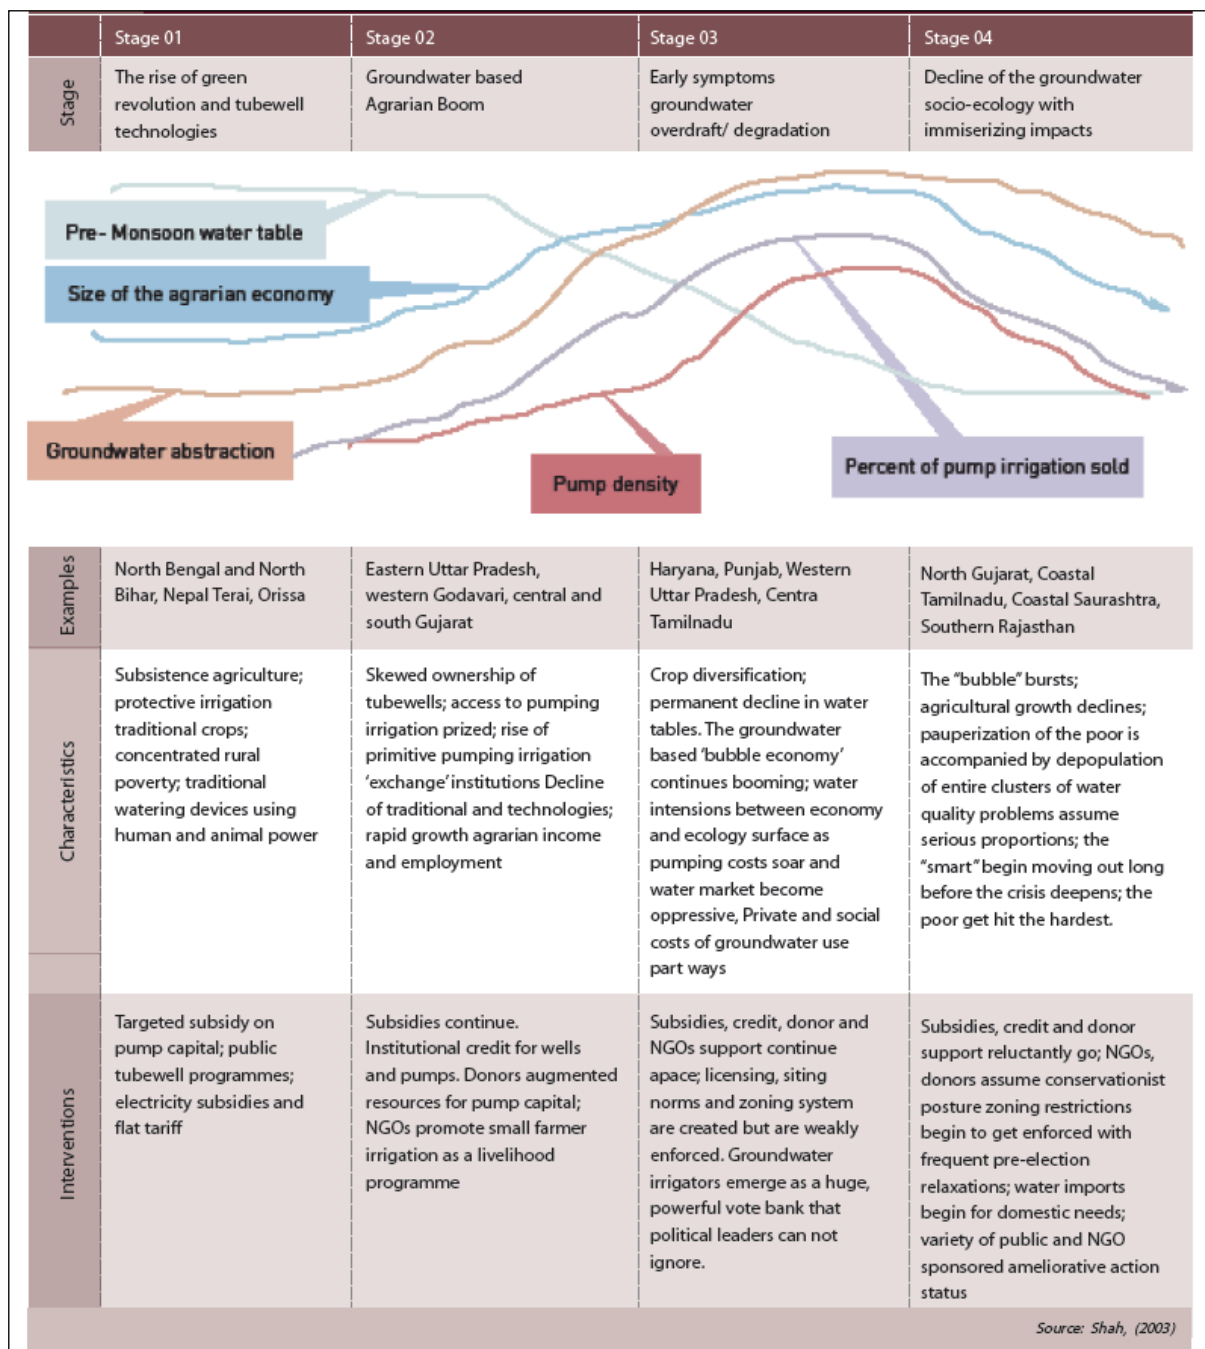 Stage 01
Stage 02
Stage 03
Stage 04
Stage
The rise of green
revolution and tubewell
technologies
Groundwater based
Agrarian Boom
Early symptoms
groundwater
overdraft/ degradation
Decline of the groundwater
socio-ecology with
immiserizing impacts
Pre- Monsoon water table
Size of the agrarian economy
Groundwater abstraction
Pump density
Percent of pump irrigation sold
Examples
North Bengal and North
Bihar, Nepal Terai, Orissa
Eastern Uttar Pradesh,
western Godavari, central and
south Gujarat
Haryana, Punjab, Western
Uttar Pradesh, Centra
Tamilnadu
North Gujarat, Coastal
Tamilnadu, Coastal Saurashtra,
Southern Rajasthan
Characteristics
Subsistence agriculture;
protective irrigation
traditional crops;
concentrated rural
poverty; traditional
watering devices using
human and animal power
Skewed ownership of
tubewells; access to pumping
irrigation prized; rise of
primitive pumping irrigation
‘exchange’ institutions Decline
of traditional and technologies;
rapid growth agrarian income
and employment
Crop diversification;
permanent decline in water
tables. The groundwater
based ‘bubble economy’
continues booming; water
intensions between economy
and ecology surface as
pumping costs soar and
water market become
oppressive, Private and social
costs of groundwater use
part ways
The “bubble” bursts;
agricultural growth declines;
pauperization of the poor is
accompanied by depopulation
of entire clusters of water
quality problems assume
serious proportions; the
“smart” begin moving out long
before the crisis deepens; the
poor get hit the hardest.
Interventions
Targeted subsidy on
pump capital; public
tubewell programmes;
electricity subsidies and
flat tariff
Subsidies continue.
Institutional credit for wells
and pumps. Donors augmented
resources for pump capital;
NGOs promote small farmer
irrigation as a livelihood
programme
Subsidies, credit, donor and
NGOs support continue
apace; licensing, siting
norms and zoning system
are created but are weakly
enforced. Groundwater
irrigators emerge as a huge,
powerful vote bank that
political leaders can not
ignore.
Subsidies, credit and donor
support reluctantly go; NGOs,
donors assume conservationist
posture zoning restrictions
begin to get enforced with
frequent pre-election
relaxations; water imports
begin for domestic needs;
variety of public and NGO
sponsored ameliorative action
status
Source: Shah, (2003)